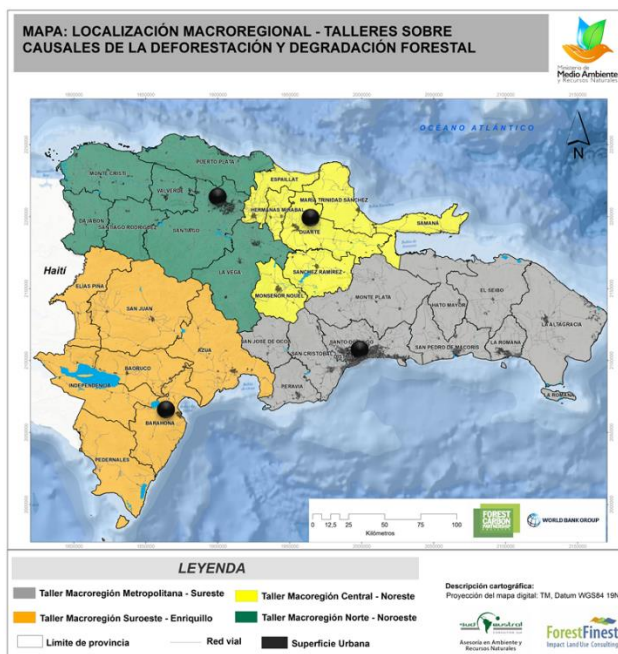 MAPA: LOCALIZACIÓN MACROREGIONAL - TALLERES SOBRE
CAUSALES DE LA DEFORESTACIÓN Y DEGRADACIÓN FORESTAL
Ministerio de
Medio Ambiente
y Recursos Naturales
OCÉANO ATLÁNTICO
N
PUERTO PLATA
MONTE CRISTI
ESPAILLAT
VALVERDE
MARIA TRINIDAD SANCHEZ
HERMANAS MIRABAL
DAJABON
SANTIAGO RODRIGUEZ
SANTIAGO
DUARTE
SAMANÁ
Haití
LA VEGA
SANCHEZ RAMIREZ
ELIAS PIÑA
MONSEÑOR NOUEL
MONTE PLATA
EL SEIBO
HATO MAYOR
SAN JUAN
LA ALTAGRACIA
AZUA
SAN JOSE DE OCO
SANTO DOMINGO
SAN CRISTOBAL
SAN PEDRO DE MACORIS
LA ROMANA
BAORUCO
INDEPENDENCIA
PERAVIA
LA ROMANA
BARAHONA
PEDERNALES
0 12,5 25 50 75 100
Kilómetros
FOREST
CARBON
PARTNERSHIP
WORLD BANK GROUP
LEYENDA
Taller Macroregión Metropolitana - Sureste
Taller Macoregión Central - Noreste
Taller Macroregión Suroeste - Enriquillo
Taller Macroregión Norte - Noroeste
Limite de provincia
Red vial
Superficie Urbana
Descripción cartográfica:
Proyección del mapa digital: TM, Datum WGS84 19N
sud austral
Asesoría en Ambiente y
Recursos Naturales
ForestFinest
Impact Land Use Consulting